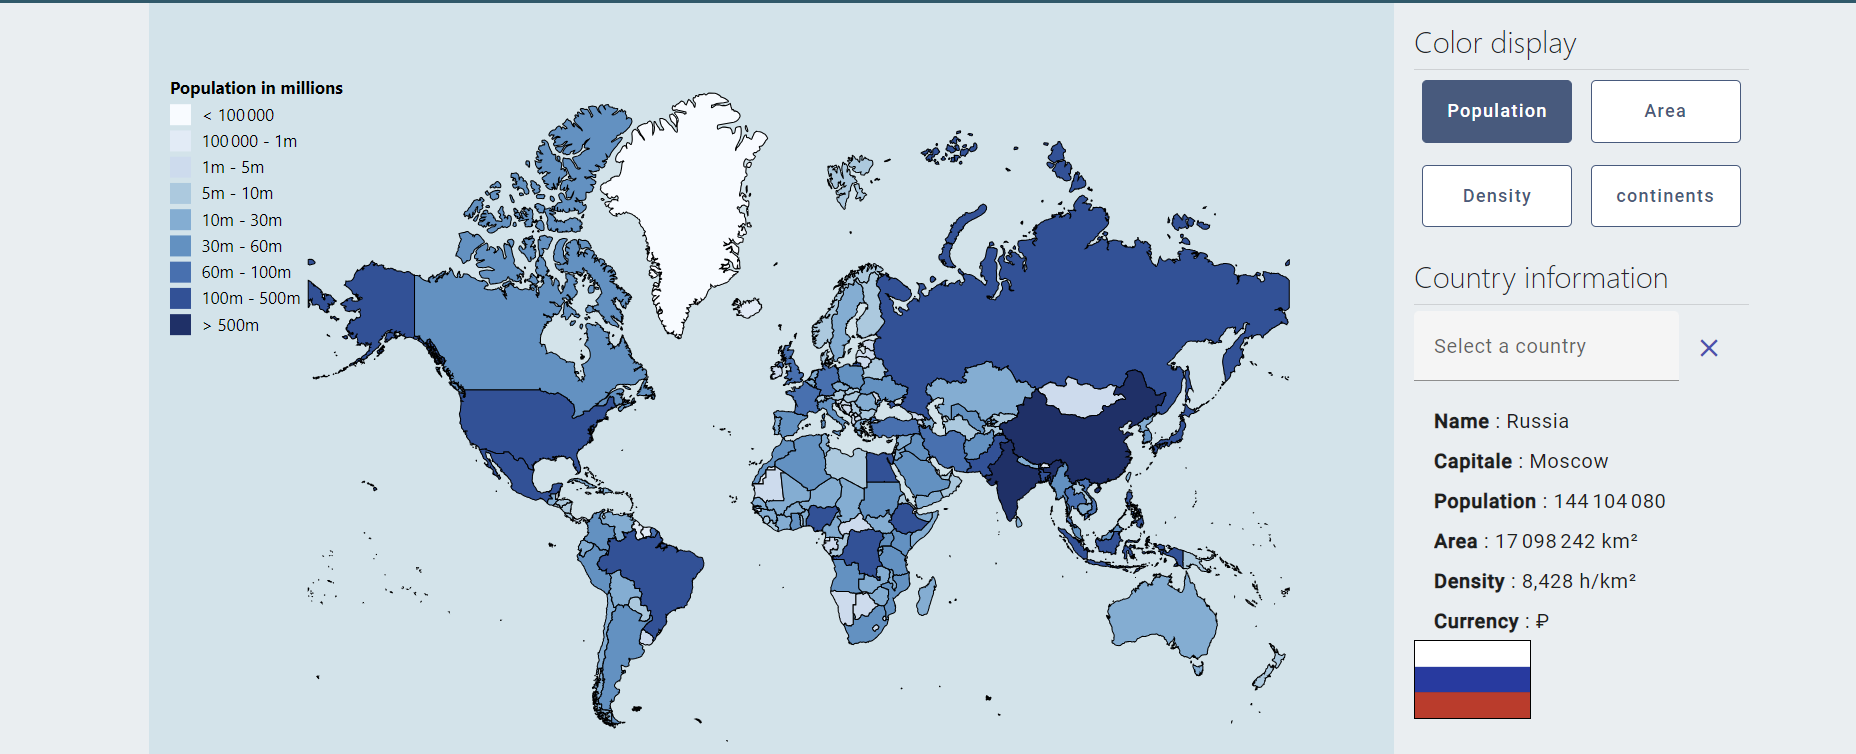 Population in millions
< 100 000
100 000 - 1m
1m - 5m
5m - 10m
10m - 30m
30m - 60m
60m - 100m
100m - 500m
> 500m
Color display
Population
Area
Density
continents
Country information
Select a country
Name : Russia
Capitale : Moscow
Population : 144 104 080
Area : 17 098 242 km²
Density : 8,428 h/km²
Currency : ₽